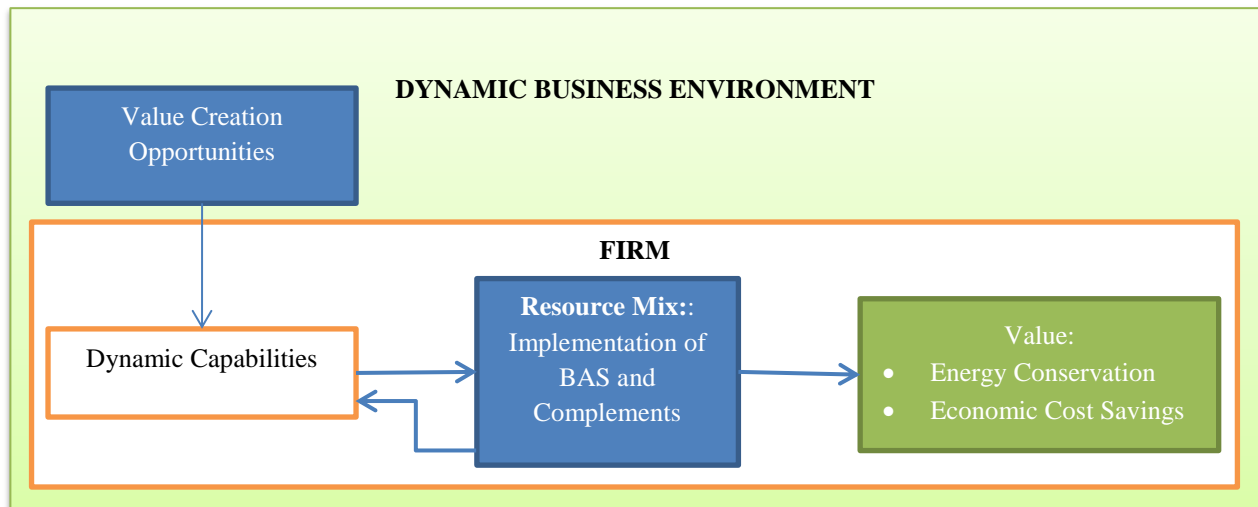 DYNAMIC BUSINESS ENVIRONMENT
Value Creation
Opportunities
FIRM
Dynamic Capabilities
Resource Mix::
Implementation of
BAS and
Complements
Value:
• Energy Conservation
• Economic Cost Savings